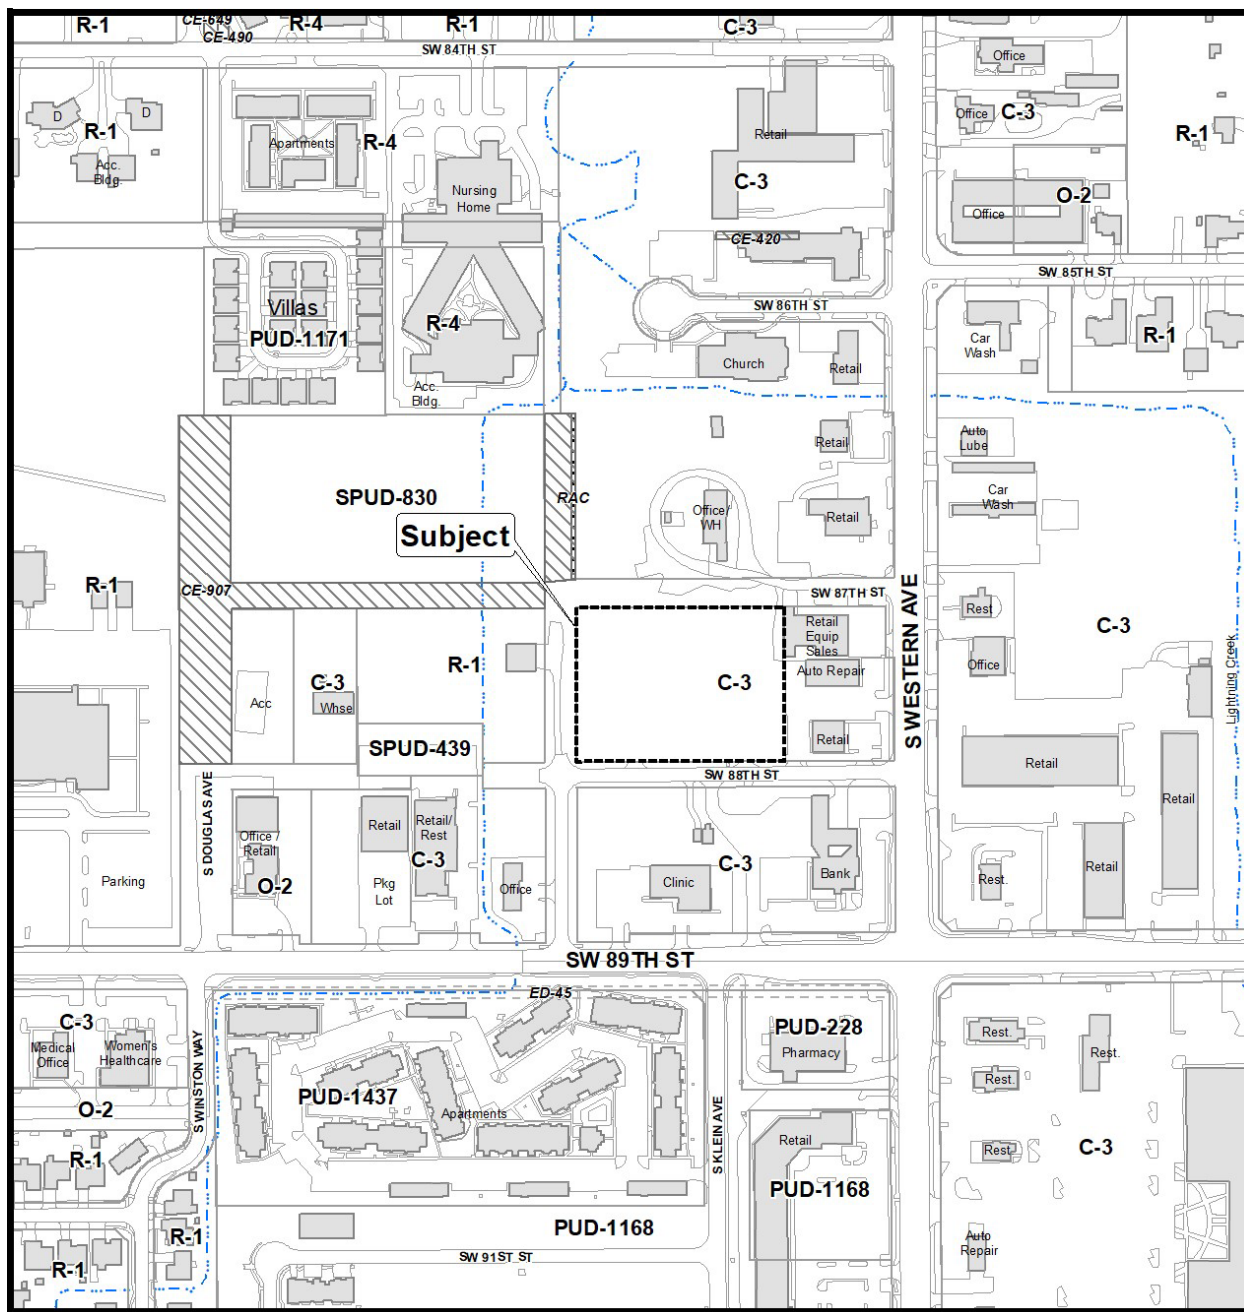 CE-649
R-1
R-4
R-1
C-3
CE-490
SW 84TH ST
Office
D
D
R-1
Acc.
Bldg.
Apartments
R-4
Nursing
Home
Retail
C-3
Office
C-3
R-1
O-2
Office
CE-420
SW 85TH ST
SW 86TH ST
Villas
PUD-1171
R-4
Acc.
Bldg.
Church
Retail
Car
Wash
R-1
Retail
Auto
Lube
SPUD-830
RAC
Subject
Office/
WH
Retail
Car
Wash
R-1
CE-907
SW 87TH ST
Rest
Retail
Equip
Sales
C-3
R-1
C-3
Acc
Whse
C-3
Auto Repair
Office
S WESTERN AVE
Lightning Creek
SPUD-439
Retail
SW 88TH ST
Retail
Retail
S DOUGLAS AVE
Office /
Retail
O-2
Retail
Retail/
Rest
C-3
Pkg
Lot
Office
Parking
C-3
Clinic
Bank
Rest.
Retail
SW 89TH ST
ED-45
C-3
Medical
Office
Women's
Healthcare
S WINSTON WAY
PUD-228
Pharmacy
Rest.
Rest.
Rest.
PUD-1437
Apartments
O-2
S KLEIN AVE
R-1
Retail
Rest.
C-3
PUD-1168
PUD-1168
R-1
SW 91ST ST
R-1
Auto
Repair